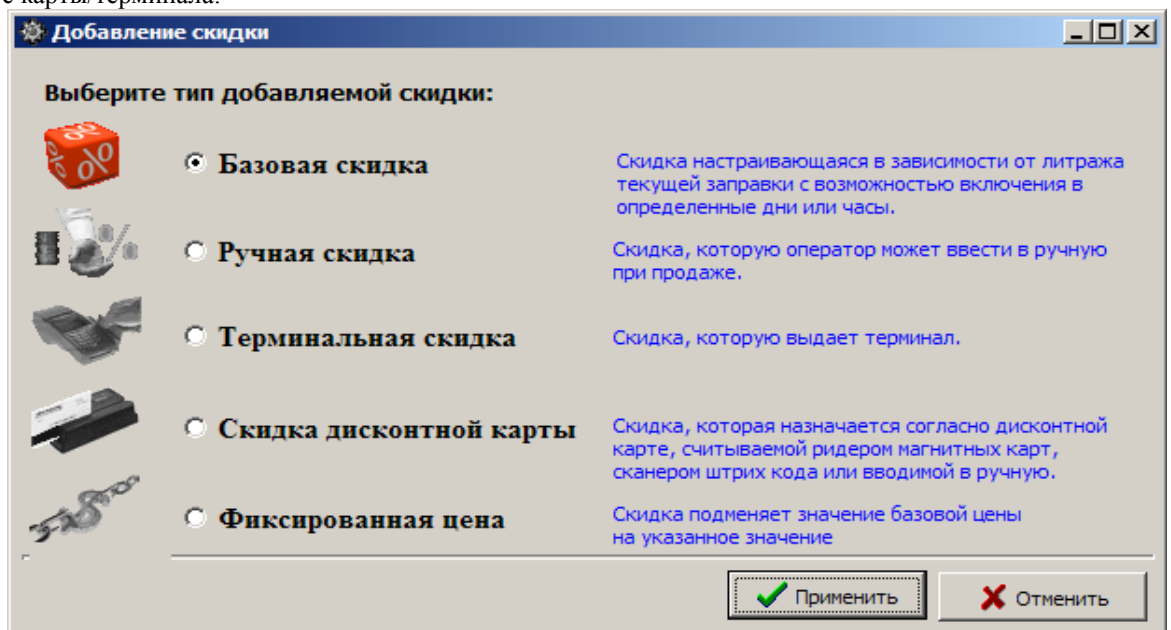 е карты/терминала.
Добавление скидки
Выберите тип добавляемой скидки:
Базовая скидка
Скидка настраивающаяся в зависимости от литража
текущей заправки с возможностью включения в
определенные дни или часы.
Ручная скидка
Скидка, которую оператор может ввести в ручную
при продаже.
Терминальная скидка
Скидка, которую выдает терминал.
Скидка дисконтной карты
Скидка, которая назначается согласно дисконтной
карте, считываемой ридером магнитных карт,
сканером штрих кода или вводимой в ручную.
Фиксированная цена
Скидка подменяет значение базовой цены
на указанное значение
Применить
Отменить